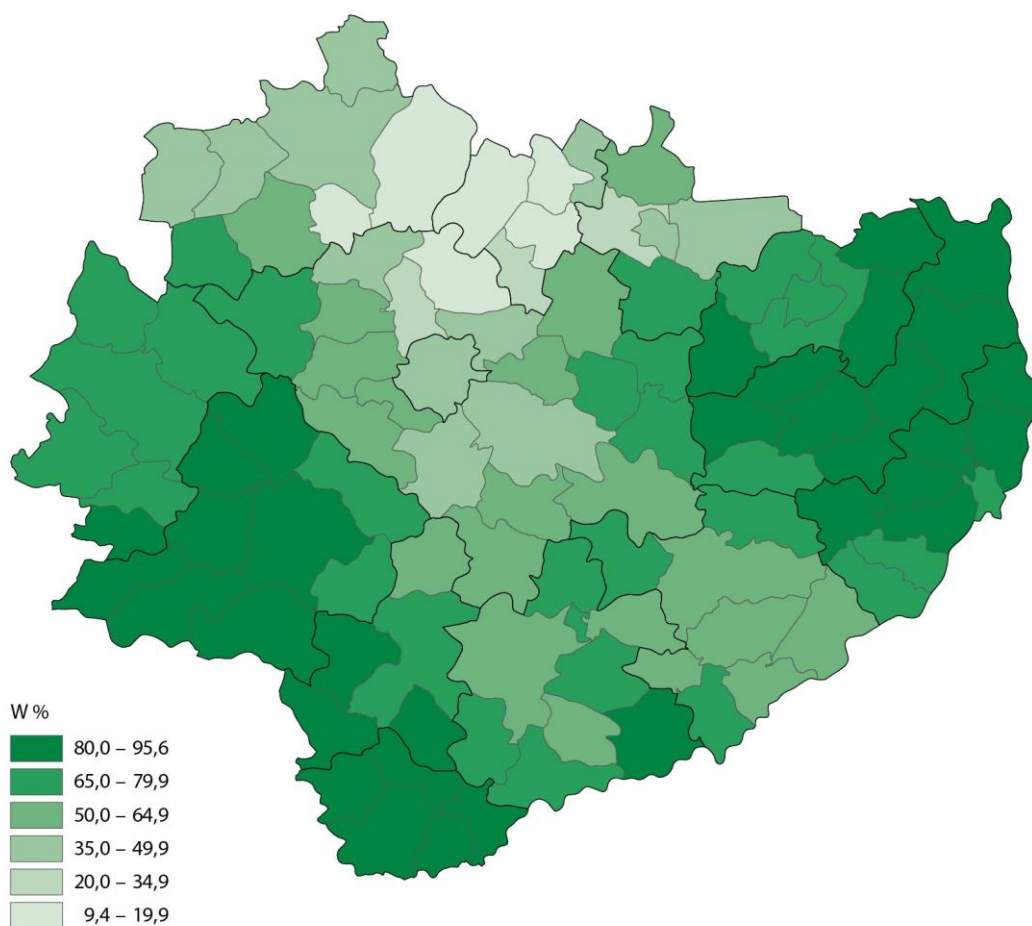 W %
80,0 – 95,6
65,0 – 79,9
50,0 – 64,9
35,0 – 49,9
20,0 – 34,9
9,4 – 19,9